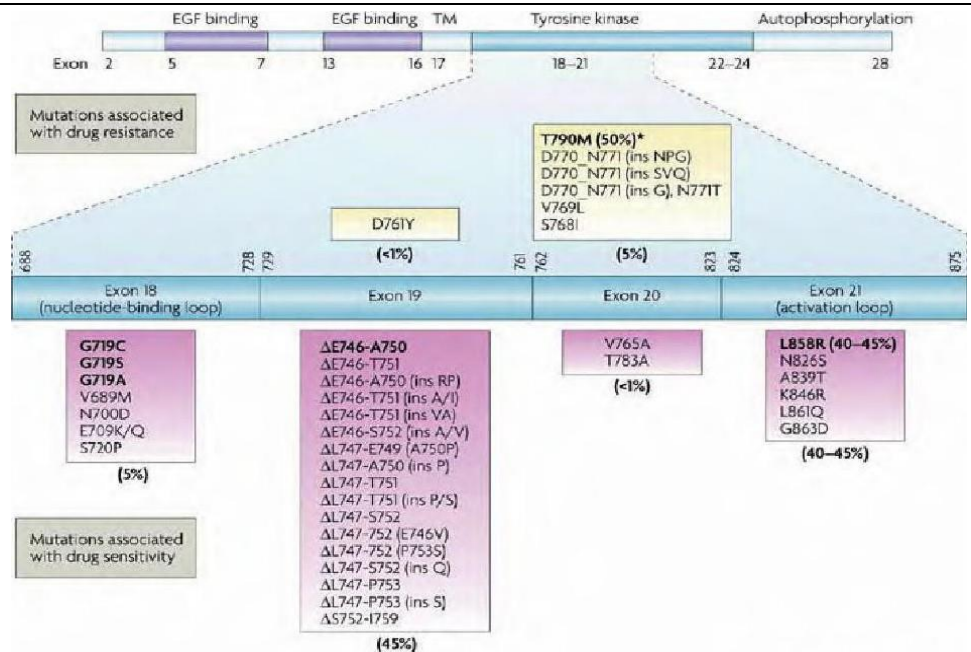 EGF binding EGF binding TM Tyrosine kinase Autophosphorylation
Exon 2 5 7 13 16 17 18–21 22–24 28
Mutations associated
with drug resistance
T790M (50%)*
D770_N771 (ins NPG)
D770_N771 (ins SVQ)
D770_N771 (ins G), N771T
V769L
S768I
(5%)
D761Y
(<1%)
688 728 729 761 762 823 824 875
Exon 18
(nucleotide-binding loop)
Exon 19
Exon 20
Exon 21
(activation loop)
G719C
G719S
G719A
V689M
N700D
E709K/Q
S720P
(5%)
ΔE746-A750
ΔE746-T751
ΔE746-A750 (ins RP)
ΔE746-T751 (ins A/I)
ΔE746-T751 (ins VA)
ΔE746-S752 (ins A/V)
ΔL747-E749 (A750P)
ΔL747-A750 (ins P)
ΔL747-T751
ΔL747-T751 (ins P/S)
ΔL747-S752
ΔL747-752 (E746V)
ΔL747-752 (P753S)
ΔL747-S752 (ins Q)
ΔL747-P753
ΔL747-P753 (ins S)
ΔS752-I759
(45%)
V765A
T783A
(<1%)
L858R (40–45%)
N826S
A839T
K846R
L861Q
G863D
(40–45%)
Mutations associated
with drug sensitivity